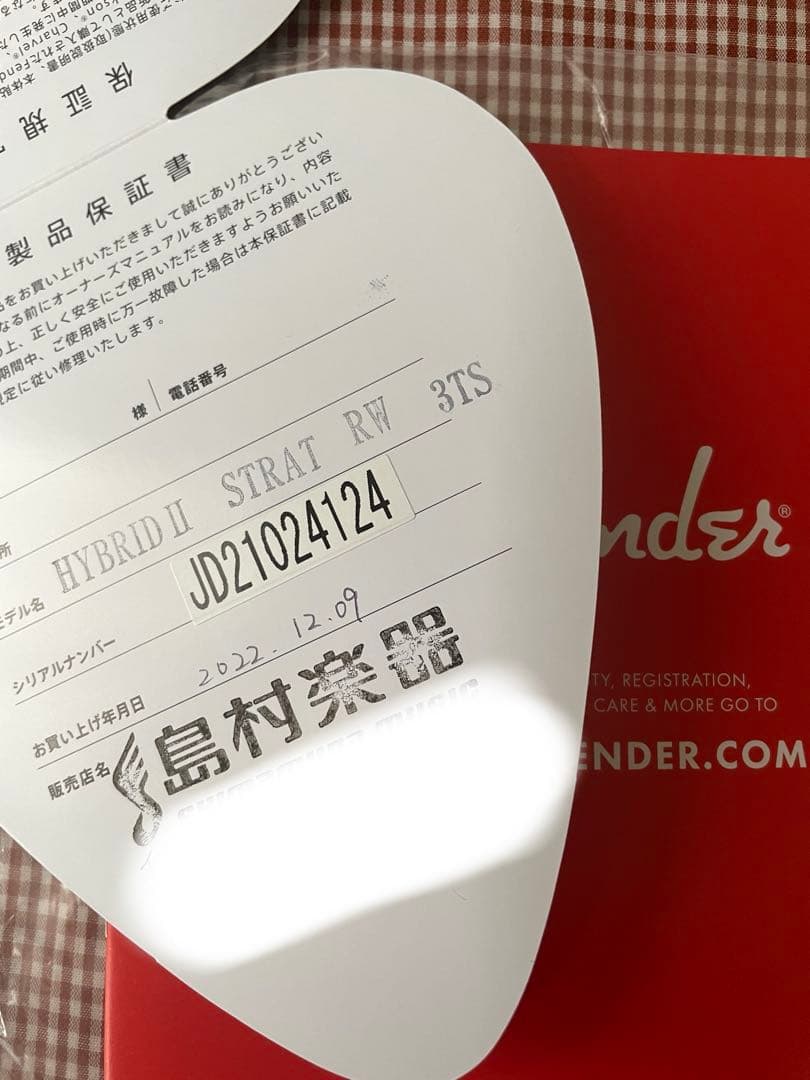 保証規
製品保証書
をお買い上げいただきまして誠にありがとうござい
なる前にオーナーズマニュアルをお読みになり、内容
の上、正しく安全にご使用いただきますようお願いいた
期間中、ご使用時に万一故障した場合は本保証書に記載
規定に従い修理いたします。
様 電話番号
所
モデル名 HYBRID II STRAT RW 3TS
シリアルナンバー JD21024124
お買い上げ年月日 2022.12.09
販売店名 島村楽器
nder®
TY, REGISTRATION,
CARE & MORE GO TO
ENDER.COM